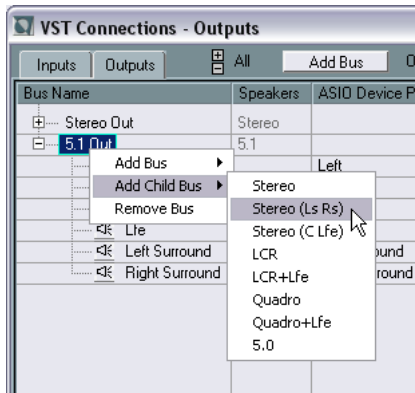 VST Connections - Outputs
Inputs Outputs All Add Bus
Bus Name Speakers ASIO Device
Stereo Out Stereo
5.1 Out 5.1
Add Bus Left
Add Child Bus Stereo
Remove Bus Stereo (Ls Rs)
Lfe Stereo (C Lfe)
Left Surround LCR
Right Surround LCR+Lfe
Quadro
Quadro+Lfe
5.0